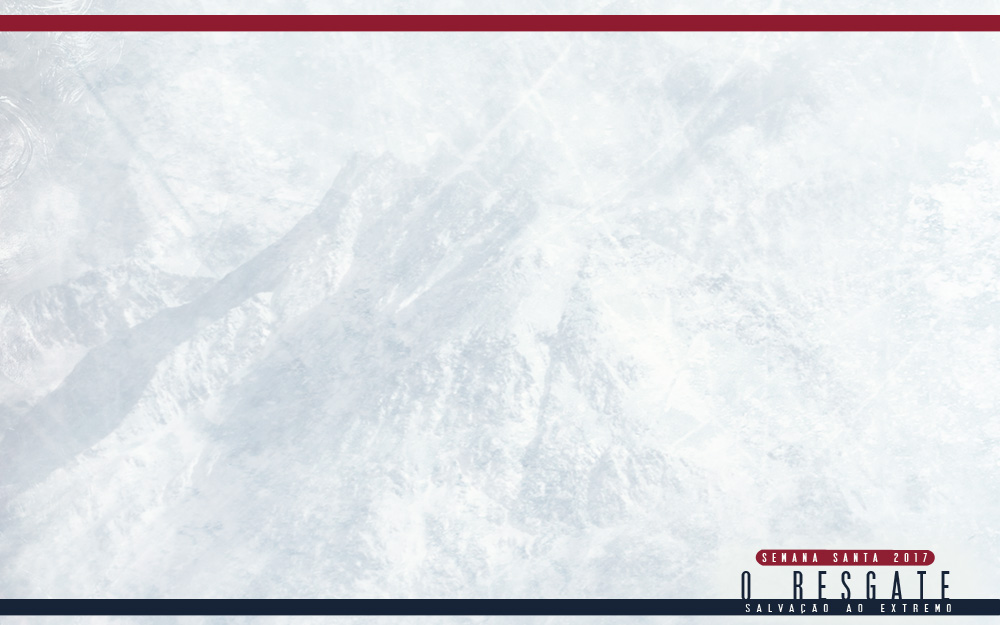 SEMANA SANTA 2017
O RESGATE
SALVAÇÃO AO EXTREMO